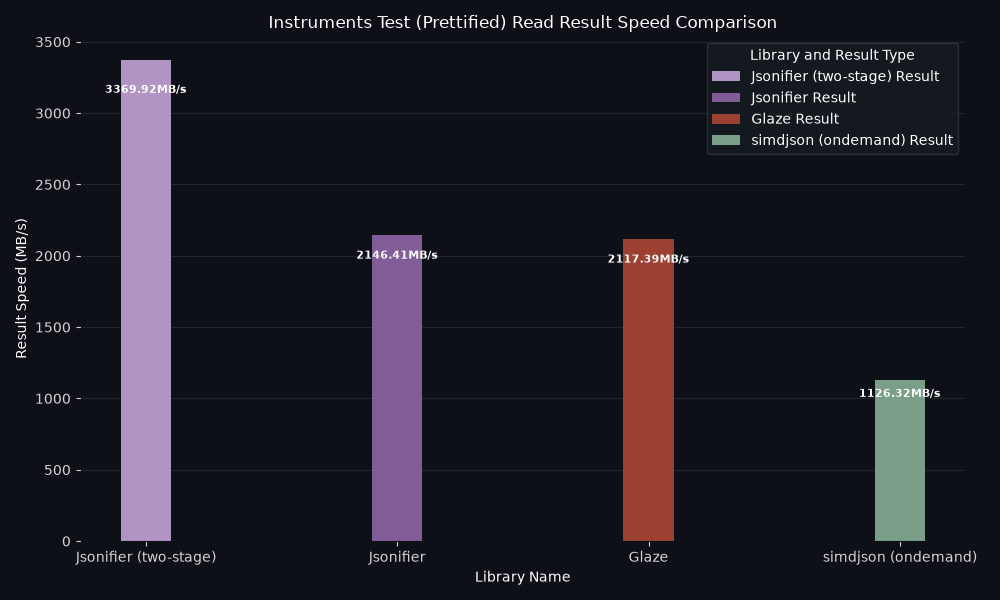 Instruments Test (Prettified) Read Result Speed Comparison
Library and Result Type
Jsonifier (two-stage) Result
Jsonifier Result
Glaze Result
simdjson (ondemand) Result
Result Speed (MB/s)
3500
3000
2500
2000
1500
1000
500
0
3369.92MB/s
2146.41MB/s
2117.39MB/s
1126.32MB/s
Jsonifier (two-stage)
Jsonifier
Glaze
simdjson (ondemand)
Library Name